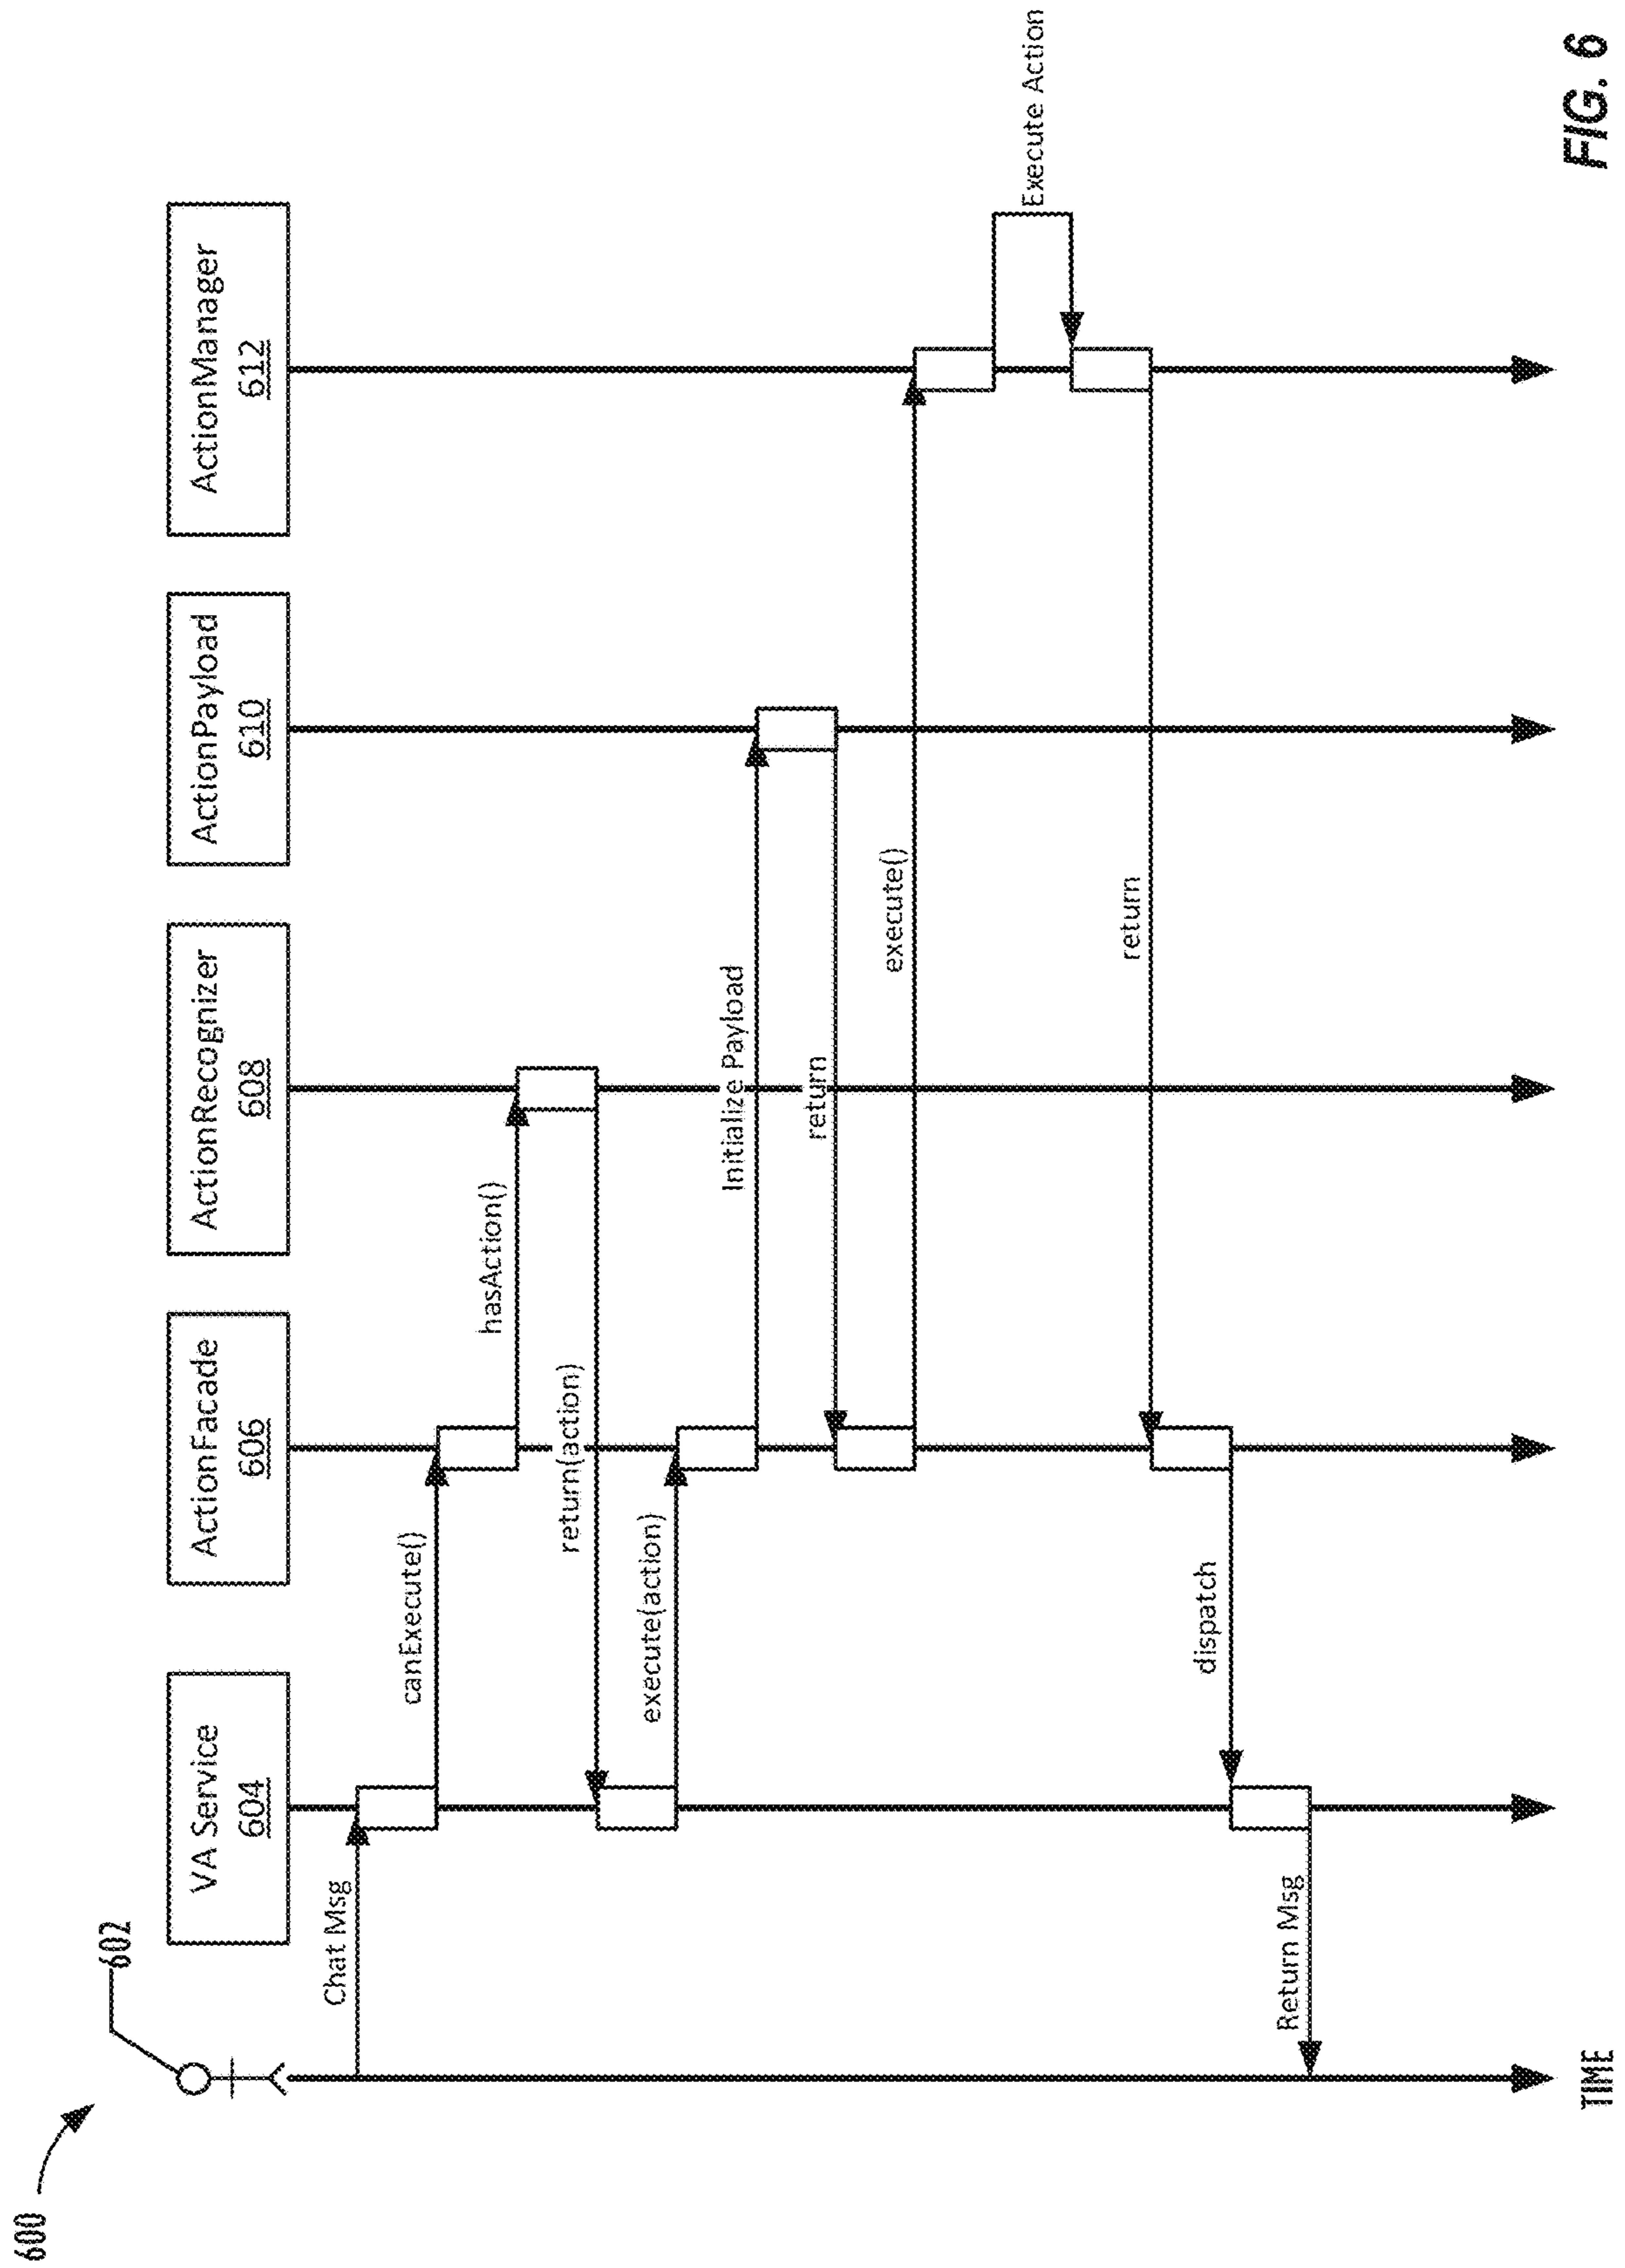 600
602
VA Service
604
ActionFacade
606
ActionRecognizer
608
ActionPayload
610
ActionManager
612
Chat Msg
canExecute()
hasAction()
return(action)
execute(action)
Initialize Payload
return
execute()
Execute Action
return
dispatch
Return Msg
TIME
FIG. 6